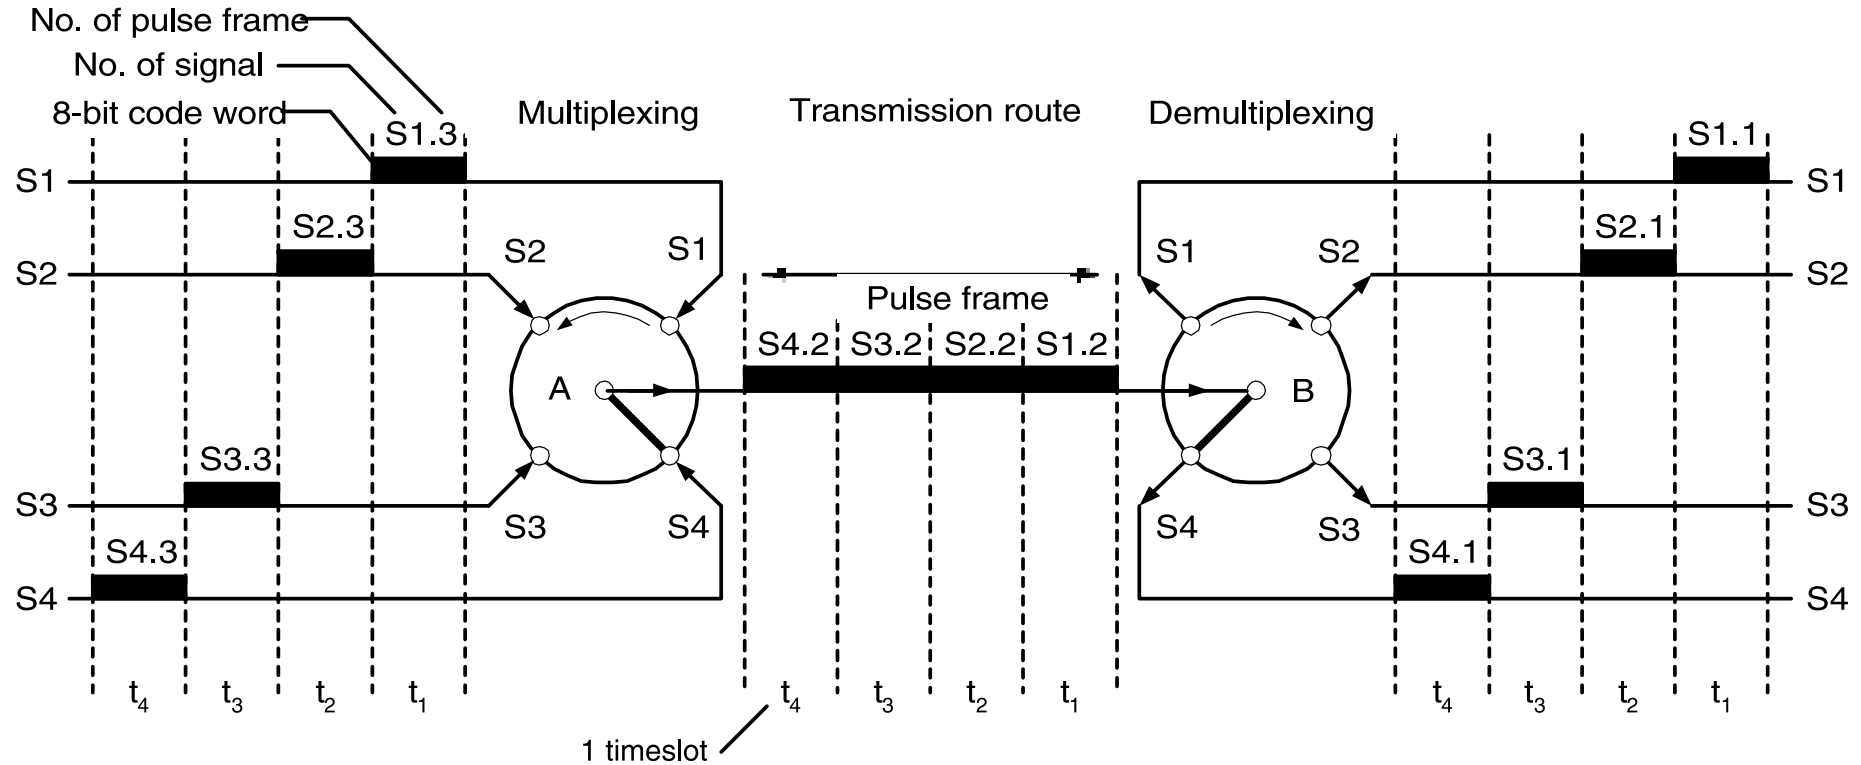 No. of pulse frame
No. of signal
8-bit code word
Multiplexing
Transmission route
Demultiplexing
S1.3
S1.1
S1
S1
S2.3
S2.1
S2
S1
S1
S2
S2
S2
Pulse frame
S4.2 S3.2 S2.2 S1.2
A
B
S3.3
S3.1
S3
S3
S3
S4
S4
S3
S4.3
S4.1
S4
S4
t4 t3 t2 t1
t4 t3 t2 t1
t4 t3 t2 t1
1 timeslot